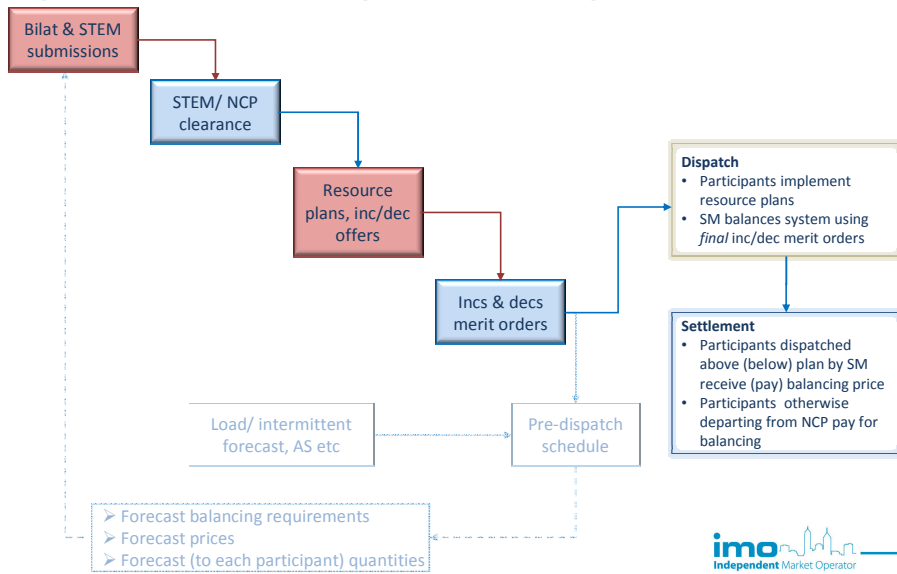 Bilat & STEM
submissions
STEM/ NCP
clearance
Resource
plans, inc/dec
offers
Incs & decs
merit orders
Dispatch
• Participants implement
resource plans
• SM balances system using
final inc/dec merit orders
Settlement
• Participants dispatched
above (below) plan by SM
receive (pay) balancing price
• Participants otherwise
departing from NCP pay for
balancing
Load/ intermittent
forecast, AS etc
Pre-dispatch
schedule
➢ Forecast balancing requirements
➢ Forecast prices
➢ Forecast (to each participant) quantities
imo
Independent Market Operator